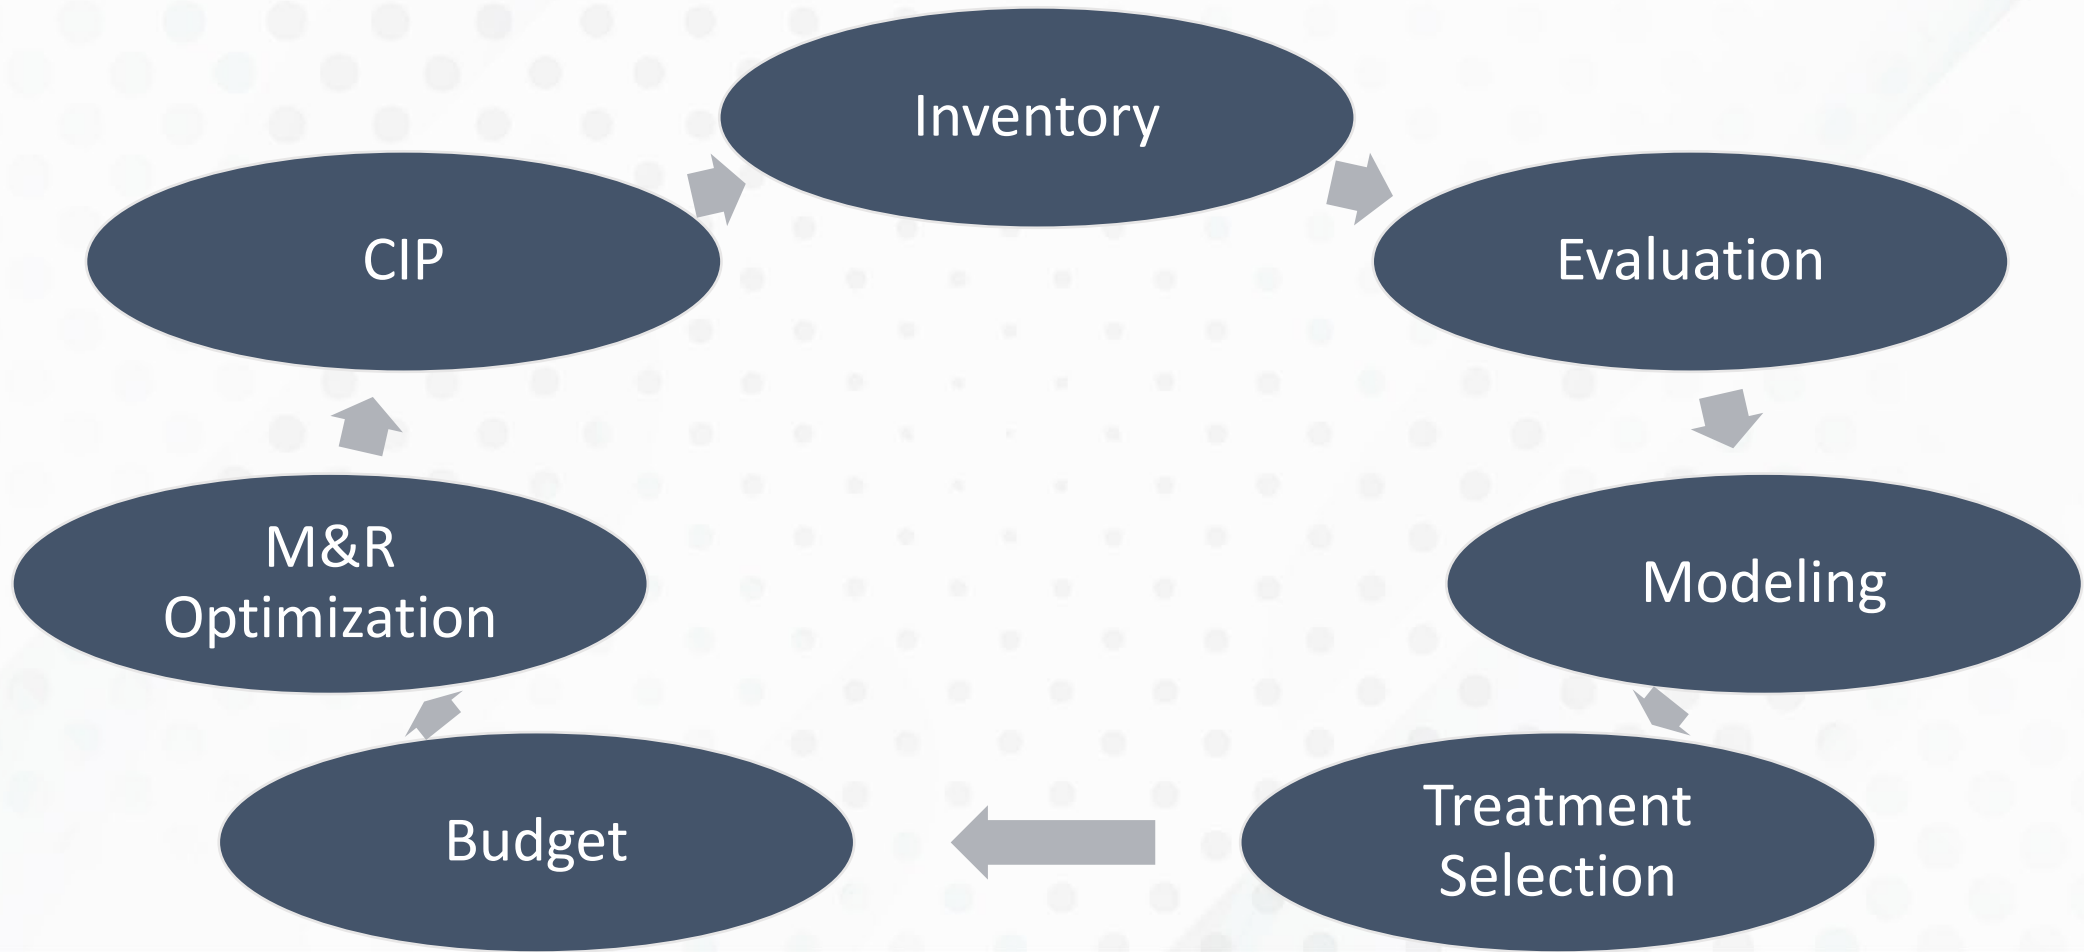 Inventory
Evaluation
Modeling
Treatment
Selection
Budget
M&R
Optimization
CIP